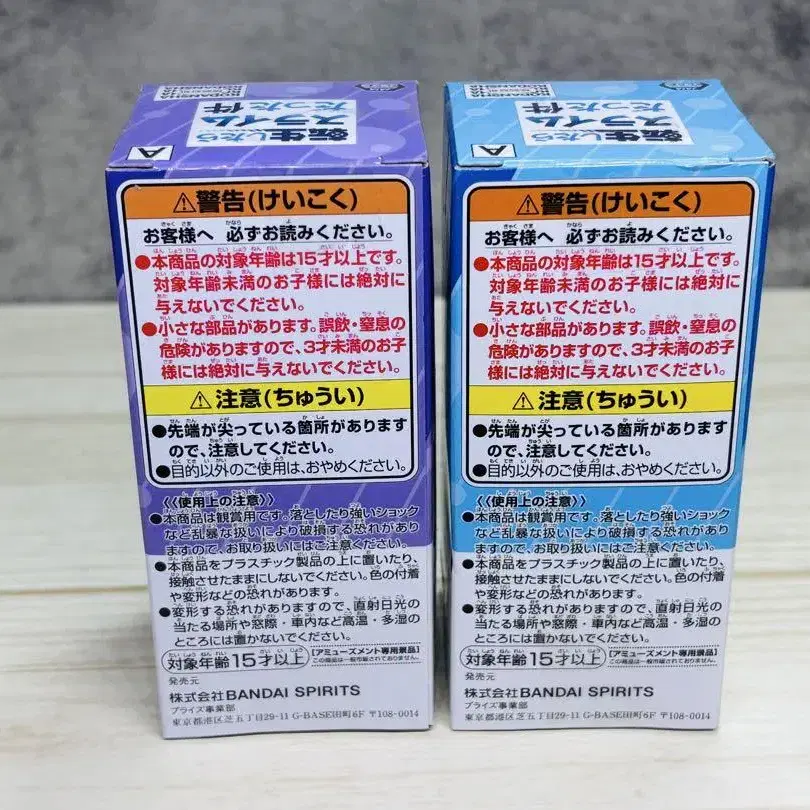 転生したら
スライム
だった件
A
⚠警告(けいこく)
お客様へ 必ずお読みください。
●本商品の対象年齢は15才以上です。
対象年齢未満のお子様には絶対に
与えないでください。
●小さな部品があります。誤飲・窒息の
危険がありますので、3才未満のお子
様には絶対に与えないでください。
⚠注意(ちゅうい)
●先端が尖っている箇所があります
ので、注意してください。
●目的以外のご使用は、おやめください。
《使用上の注意》
●本商品は観賞用です。落としたり強いショック
など乱暴な扱いにより破損する恐れがあり
ますので、お取り扱いにはご注意ください。
●本商品をプラスチック製品の上に置いたり、
接触させたままにしないでください。色の付着
や変形などの恐れがあります。
●変形する恐れがありますので、直射日光の
当たる場所や窓際・車内など高温・多湿の
ところには置かないでください。
対象年齢15才以上
[アミューズメント専用景品]
この商品は一般市販されておりません。
発売元
株式会社BANDAI SPIRITS
プライズ事業部
東京都港区芝五丁目29-11 G-BASE田町6F 〒108-0014
転生したら
スライム
だった件
A
⚠警告(けいこく)
お客様へ 必ずお読みください。
●本商品の対象年齢は15才以上です。
対象年齢未満のお子様には絶対に
与えないでください。
●小さな部品があります。誤飲・窒息の
危険がありますので、3才未満のお子
様には絶対に与えないでください。
⚠注意(ちゅうい)
●先端が尖っている箇所があります
ので、注意してください。
●目的以外のご使用は、おやめください。
《使用上の注意》
●本商品は観賞用です。落としたり強いショック
など乱暴な扱いにより破損する恐れがあり
ますので、お取り扱いにはご注意ください。
●本商品をプラスチック製品の上に置いたり、
接触させたままにしないでください。色の付着
や変形などの恐れがあります。
●変形する恐れがありますので、直射日光の
当たる場所や窓際・車内など高温・多湿の
ところには置かないでください。
対象年齢15才以上
[アミューズメント専用景品]
この商品は一般市販されておりません。
発売元
株式会社BANDAI SPIRITS
プライズ事業部
東京都港区芝五丁目29-11 G-BASE田町6F 〒108-0014